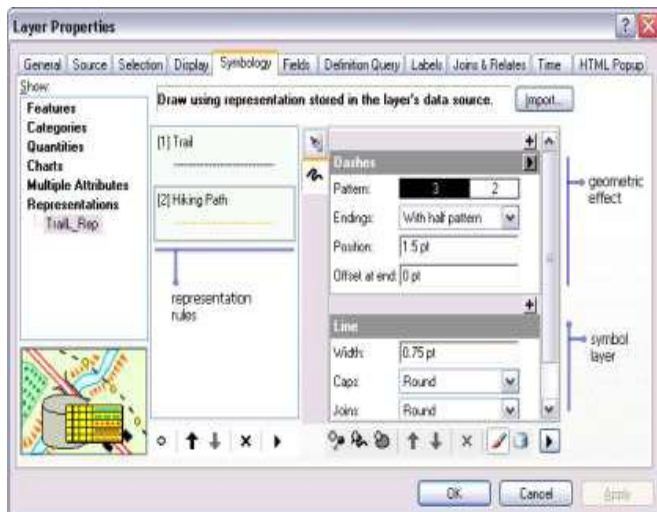 Layer Properties
General Source Selection Display Symbology Fields Definition Query Labels Joins & Relates Time HTML Popup
Show:
Features
Categories
Quantities
Charts
Multiple Attributes
Representations
TrailL_Rep
Draw using representation stored in the layer's data source.
Import...
[1] Trail
[2] Hiking Path
representation
rules
Dashes
Pattern: 3 2
Endings: With half pattern
Position: 1.5 pt
Offset at end: 0 pt
Line
Width: 0.75 pt
Caps: Round
Joins: Round
geometric
effect
symbol
layer
OK Cancel Apply